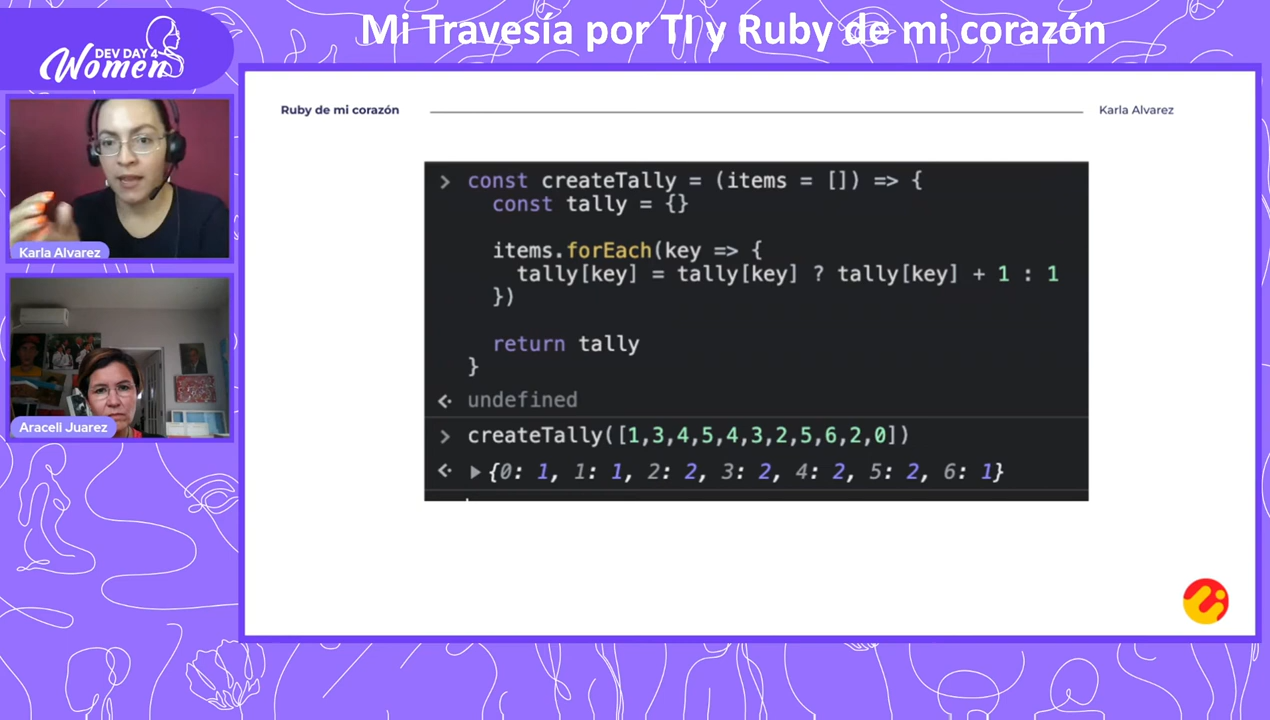 Mi Travesía por TI y Ruby de mi corazón
DEV DAY 4
Women
Karla Alvarez
Araceli Juarez
Ruby de mi corazón
Karla Alvarez
> const createTally = (items = []) => {
const tally = {}
items.forEach(key => {
tally[key] = tally[key] ? tally[key] + 1 : 1
})
return tally
}
undefined
> createTally([1,3,4,5,4,3,2,5,6,2,0])
{0: 1, 1: 1, 2: 2, 3: 2, 4: 2, 5: 2, 6: 1}